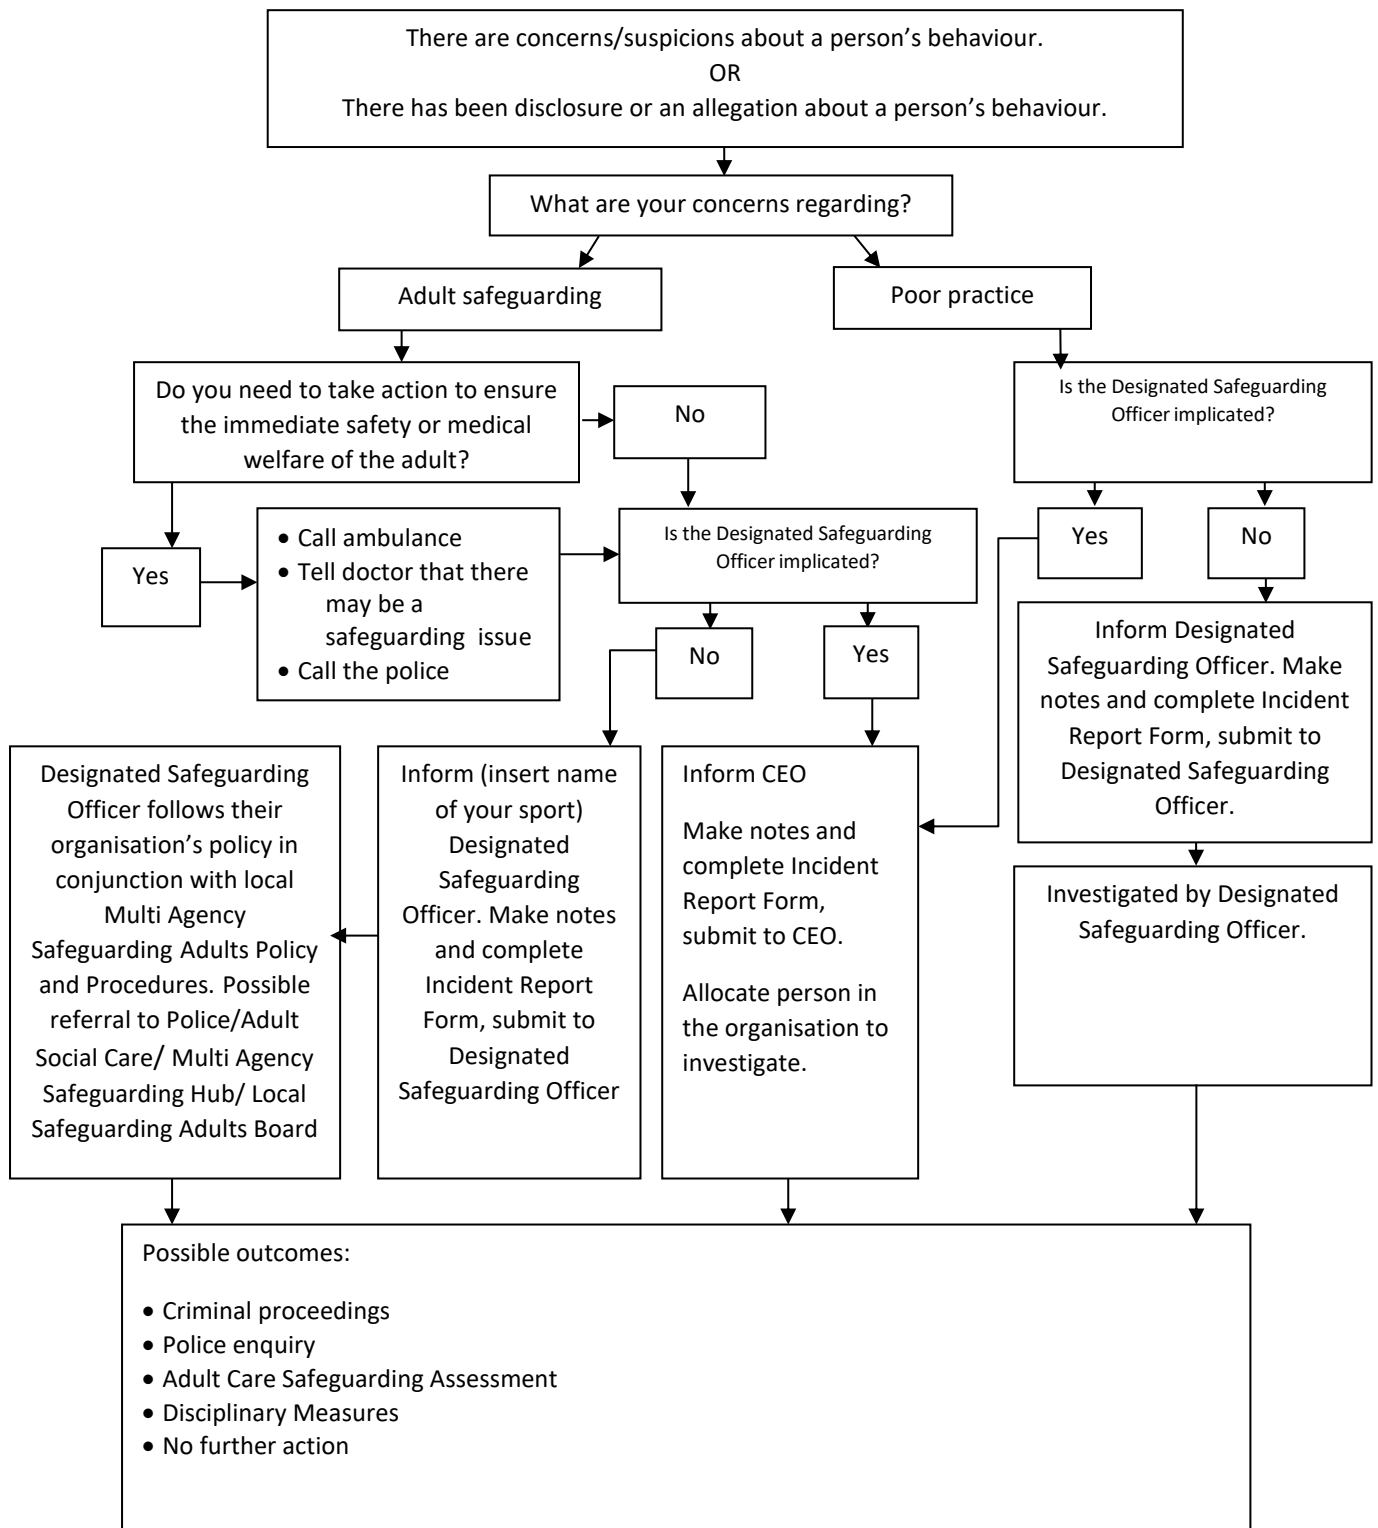 There are concerns/suspicions about a person’s behaviour.
OR
There has been disclosure or an allegation about a person’s behaviour.
What are your concerns regarding?
Adult safeguarding
Poor practice
Do you need to take action to ensure
the immediate safety or medical
welfare of the adult?
No
Is the Designated Safeguarding
Officer implicated?
Yes
• Call ambulance
• Tell doctor that there
may be a
safeguarding issue
• Call the police
Is the Designated Safeguarding
Officer implicated?
Yes
No
No
Yes
Inform Designated
Safeguarding Officer. Make
notes and complete Incident
Report Form, submit to
Designated Safeguarding
Officer.
Designated Safeguarding
Officer follows their
organisation’s policy in
conjunction with local
Multi Agency
Safeguarding Adults Policy
and Procedures. Possible
referral to Police/Adult
Social Care/ Multi Agency
Safeguarding Hub/ Local
Safeguarding Adults Board
Inform (insert name
of your sport)
Designated
Safeguarding
Officer. Make notes
and complete
Incident Report
Form, submit to
Designated
Safeguarding Officer
Inform CEO
Make notes and
complete Incident
Report Form,
submit to CEO.
Allocate person in
the organisation to
investigate.
Investigated by Designated
Safeguarding Officer.
Possible outcomes:
• Criminal proceedings
• Police enquiry
• Adult Care Safeguarding Assessment
• Disciplinary Measures
• No further action